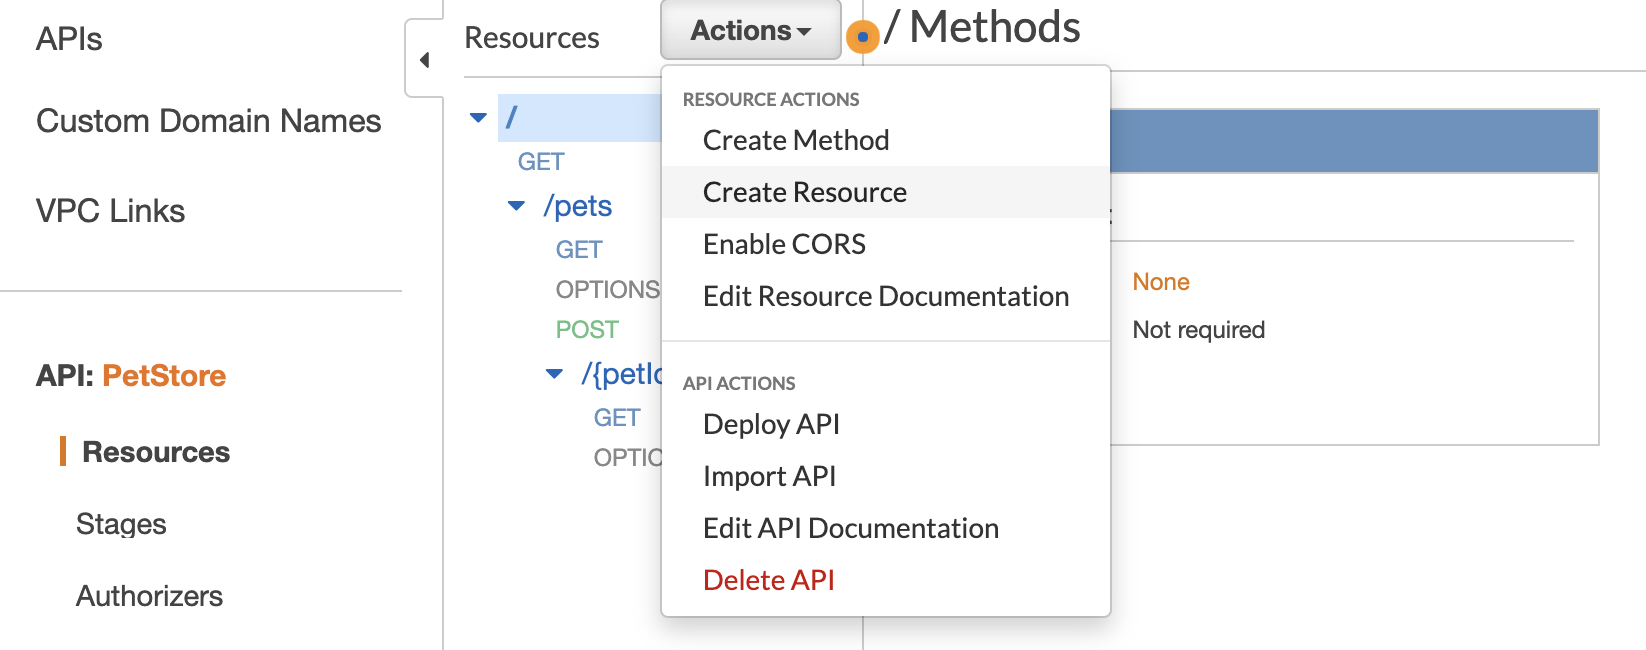 APIs
Custom Domain Names
VPC Links
API: PetStore
Resources
Stages
Authorizers
Resources
Actions
/
GET
/pets
GET
OPTIONS
POST
GET
RESOURCE ACTIONS
Create Method
Create Resource
Enable CORS
Edit Resource Documentation
API ACTIONS
Deploy API
Import API
Edit API Documentation
Delete API
/ Methods
None
Not required